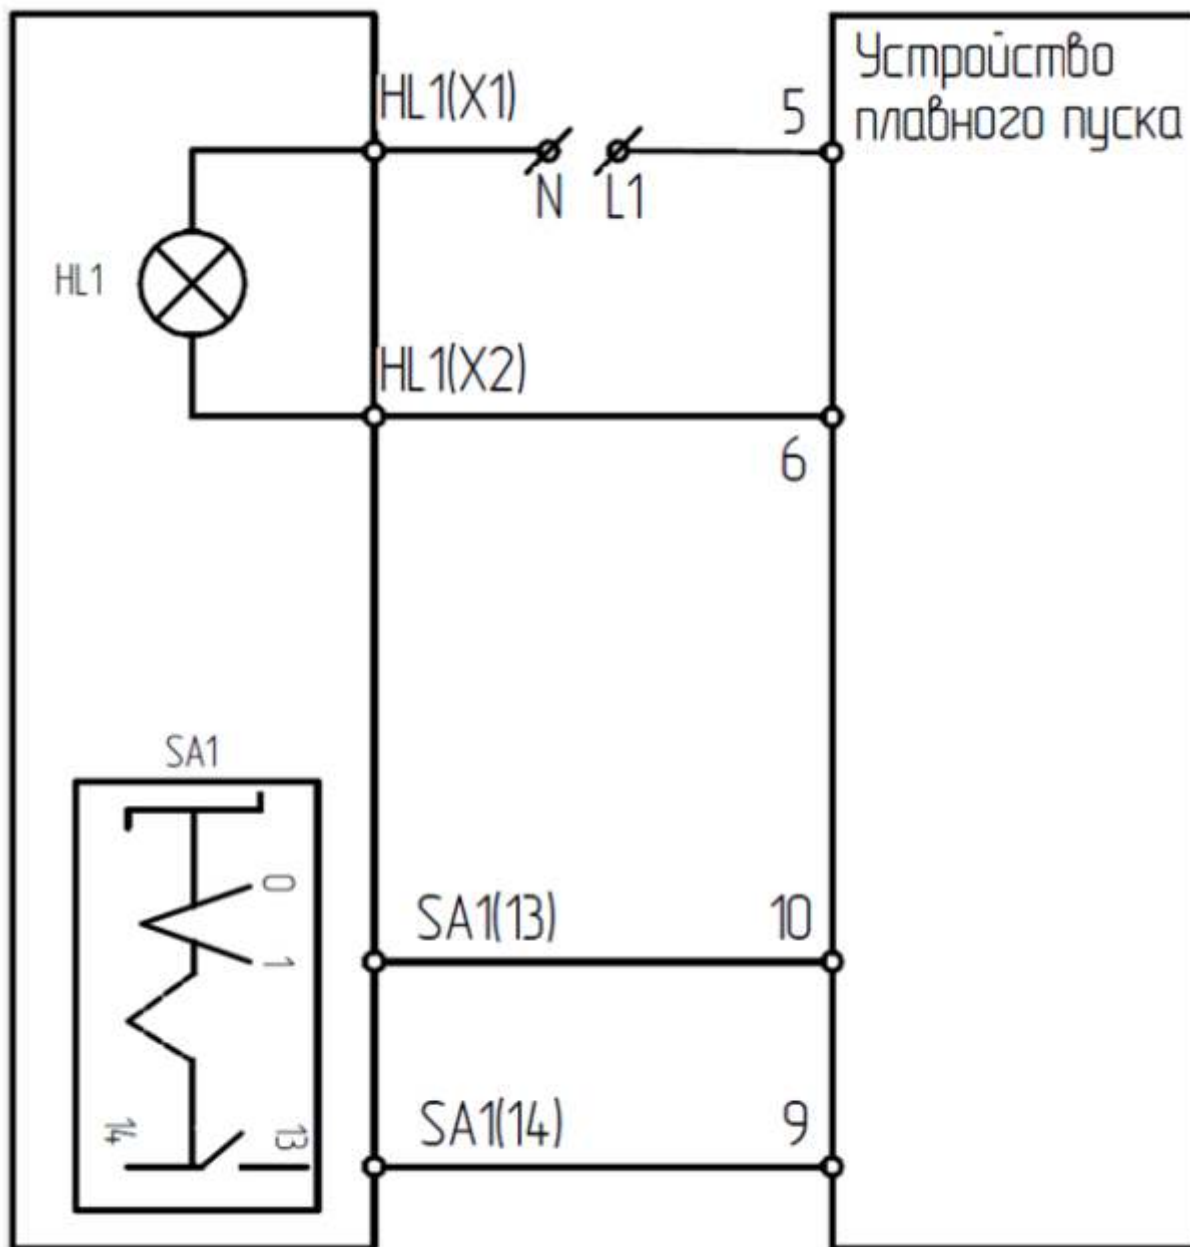 Устройство
плавного пуска
HL1(X1)
5
N
L1
HL1
HL1(X2)
6
SA1
0
1
SA1(13)
10
14
13
SA1(14)
9